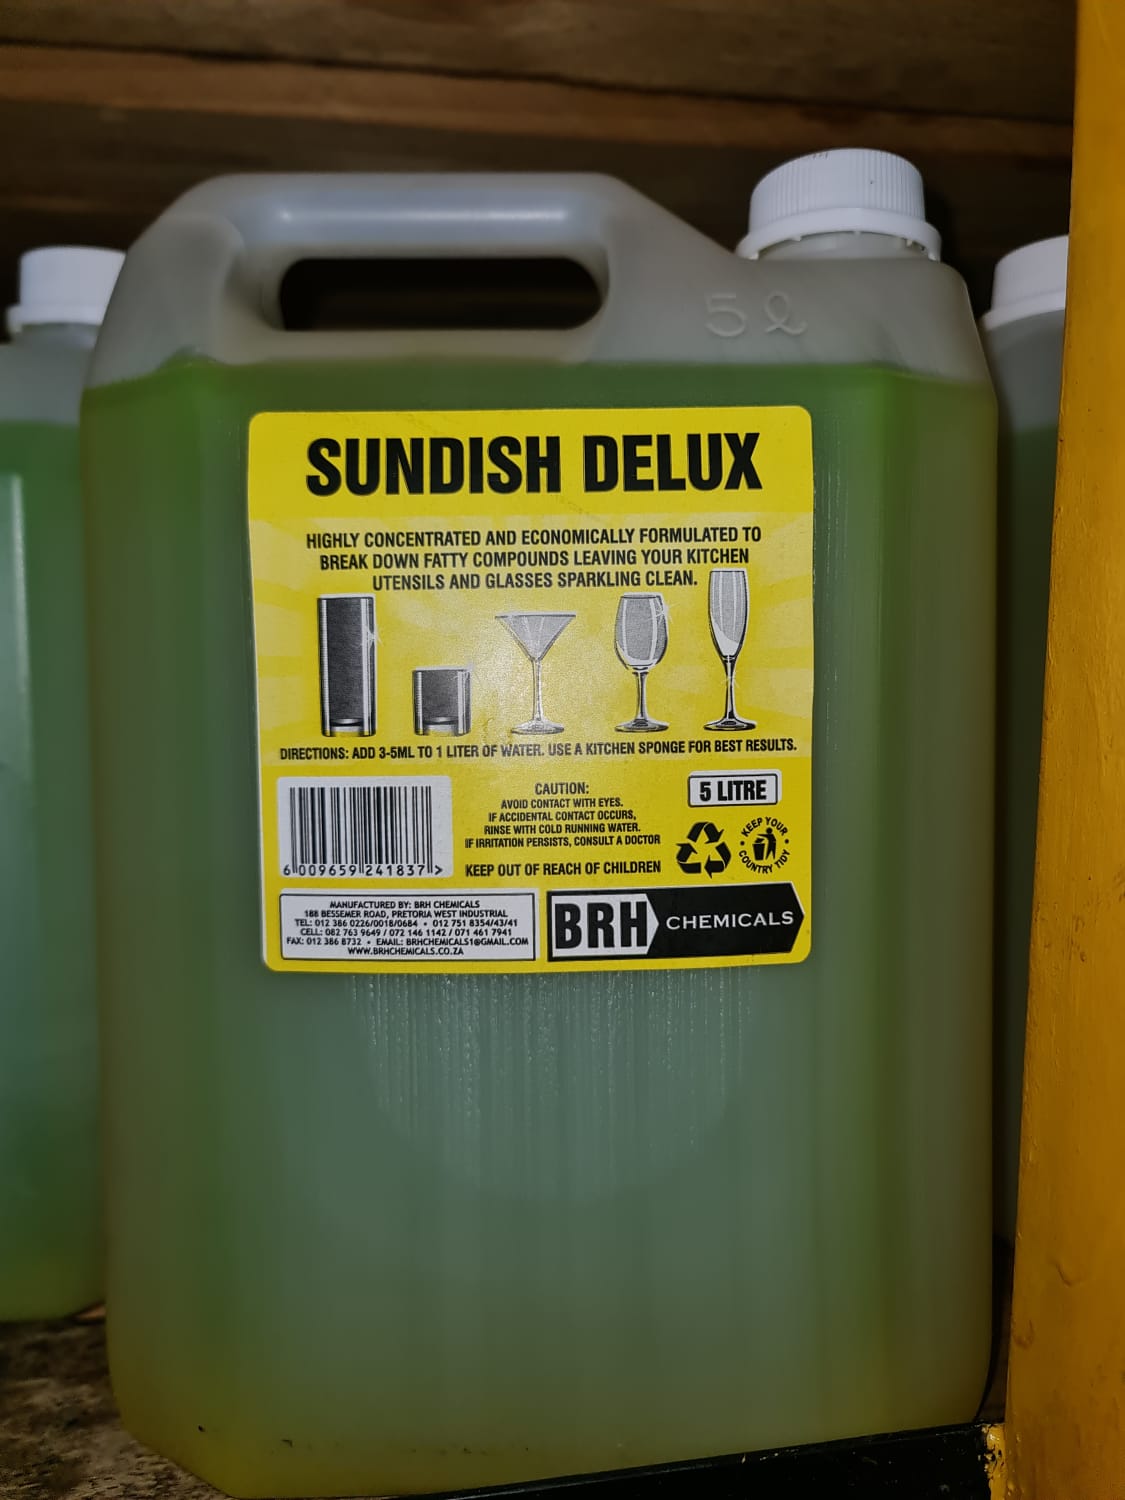 5 ℓ
SUNDISH DELUX
HIGHLY CONCENTRATED AND ECONOMICALLY FORMULATED TO
BREAK DOWN FATTY COMPOUNDS LEAVING YOUR KITCHEN
UTENSILS AND GLASSES SPARKLING CLEAN.
DIRECTIONS: ADD 3-5ML TO 1 LITER OF WATER. USE A KITCHEN SPONGE FOR BEST RESULTS.
6 009659 241837 >
CAUTION:
AVOID CONTACT WITH EYES.
IF ACCIDENTAL CONTACT OCCURS,
RINSE WITH COLD RUNNING WATER.
IF IRRITATION PERSISTS, CONSULT A DOCTOR
KEEP OUT OF REACH OF CHILDREN
5 LITRE
KEEP YOUR
COUNTRY TIDY
MANUFACTURED BY: BRH CHEMICALS
188 BESSEMER ROAD, PRETORIA WEST INDUSTRIAL
TEL: 012 386 0226/0018/0684 • 012 751 8354/43/41
CELL: 082 763 9649 / 072 146 1142 / 071 461 7941
FAX: 012 386 8732 • EMAIL: BRHCHEMICALS1@GMAIL.COM
WWW.BRHCHEMICALS.CO.ZA
BRH CHEMICALS